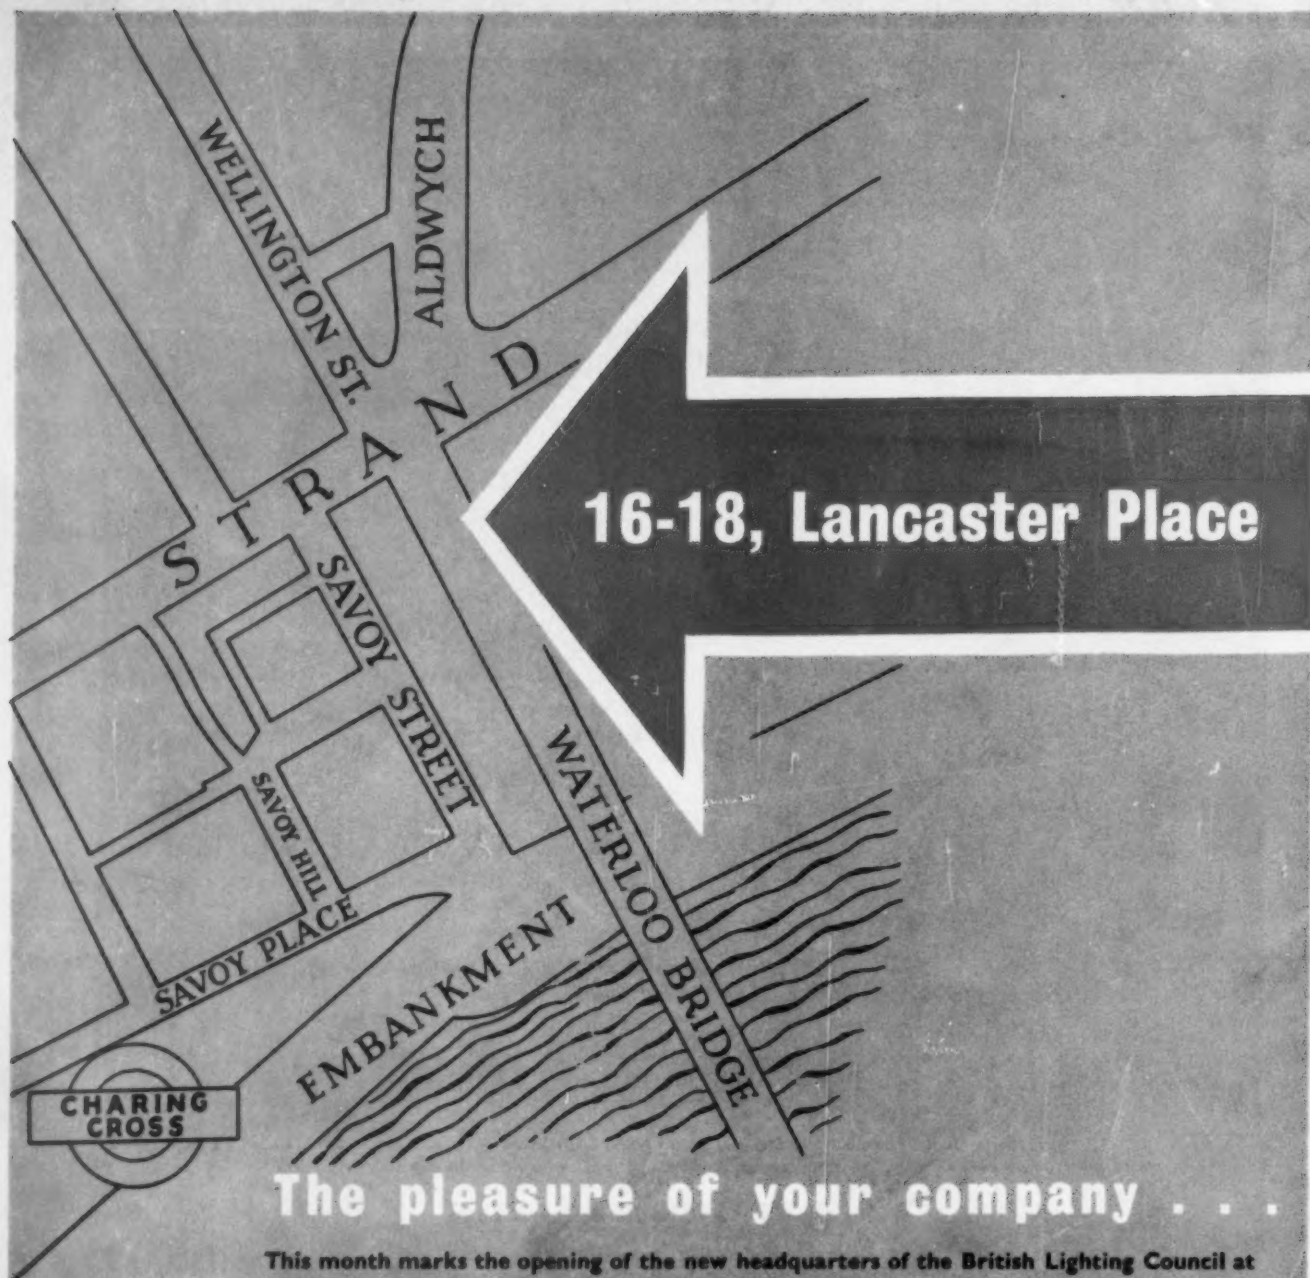 WELLINGTON ST.
ALDWYCH
STRAND
16-18, Lancaster Place
SAVOY STREET
WATERLOO BRIDGE
SAVOY HILL
SAVOY PLACE
EMBANKMENT
CHARING
CROSS
The pleasure of your company . . .
This month marks the opening of the new headquarters of the British Lighting Council at